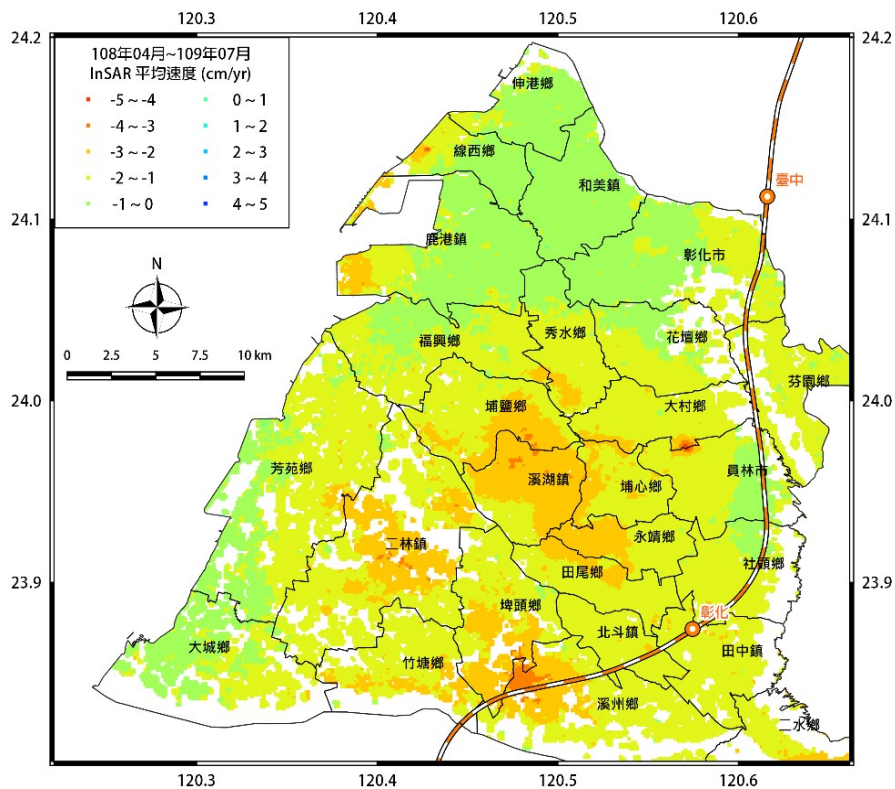 120.3 120.4 120.5 120.6
24.2 24.2
108年04月~109年07月
InSAR 平均速度 (cm/yr)
-5 ~ -4 0 ~ 1
-4 ~ -3 1 ~ 2
-3 ~ -2 2 ~ 3
-2 ~ -1 3 ~ 4
-1 ~ 0 4 ~ 5
伸港鄉
線西鄉
和美鎮
臺中
24.1 24.1
鹿港鎮
彰化市
N
福興鄉 秀水鄉 花壇鄉
0 2.5 5 7.5 10 km
芬園鄉
24.0 24.0
埔鹽鄉 大村鄉
芳苑鄉 溪湖鎮 埔心鄉 員林市
二林鎮 永靖鄉
田尾鄉 社頭鄉
23.9 23.9
埤頭鄉 彰化
大城鄉 北斗鎮 田中鎮
竹塘鄉
溪州鄉
二水鄉
120.3 120.4 120.5 120.6